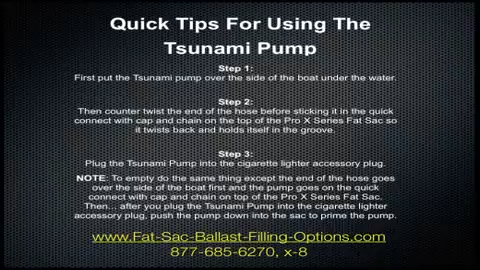 Quick Tips For Using The
Tsunami Pump
Step 1:
First put the Tsunami pump over the side of the boat under the water.
Step 2:
Then counter twist the end of the hose before sticking it in the quick
connect with cap and chain on the top of the Pro X Series Fat Sac so
it twists back and holds itself in the groove.
Step 3:
Plug the Tsunami Pump into the cigarette lighter accessory plug.
NOTE: To empty do the same thing except the end of the hose goes
over the side of the boat first and the pump goes on the quick
connect with cap and chain on top of the Pro X Series Fat Sac.
Then... after you plug the Tsunami Pump into the cigarette lighter
accessory plug, push the pump down into the sac to prime the pump.
www.Fat-Sac-Ballast-Filling-Options.com
877-685-6270, x-8